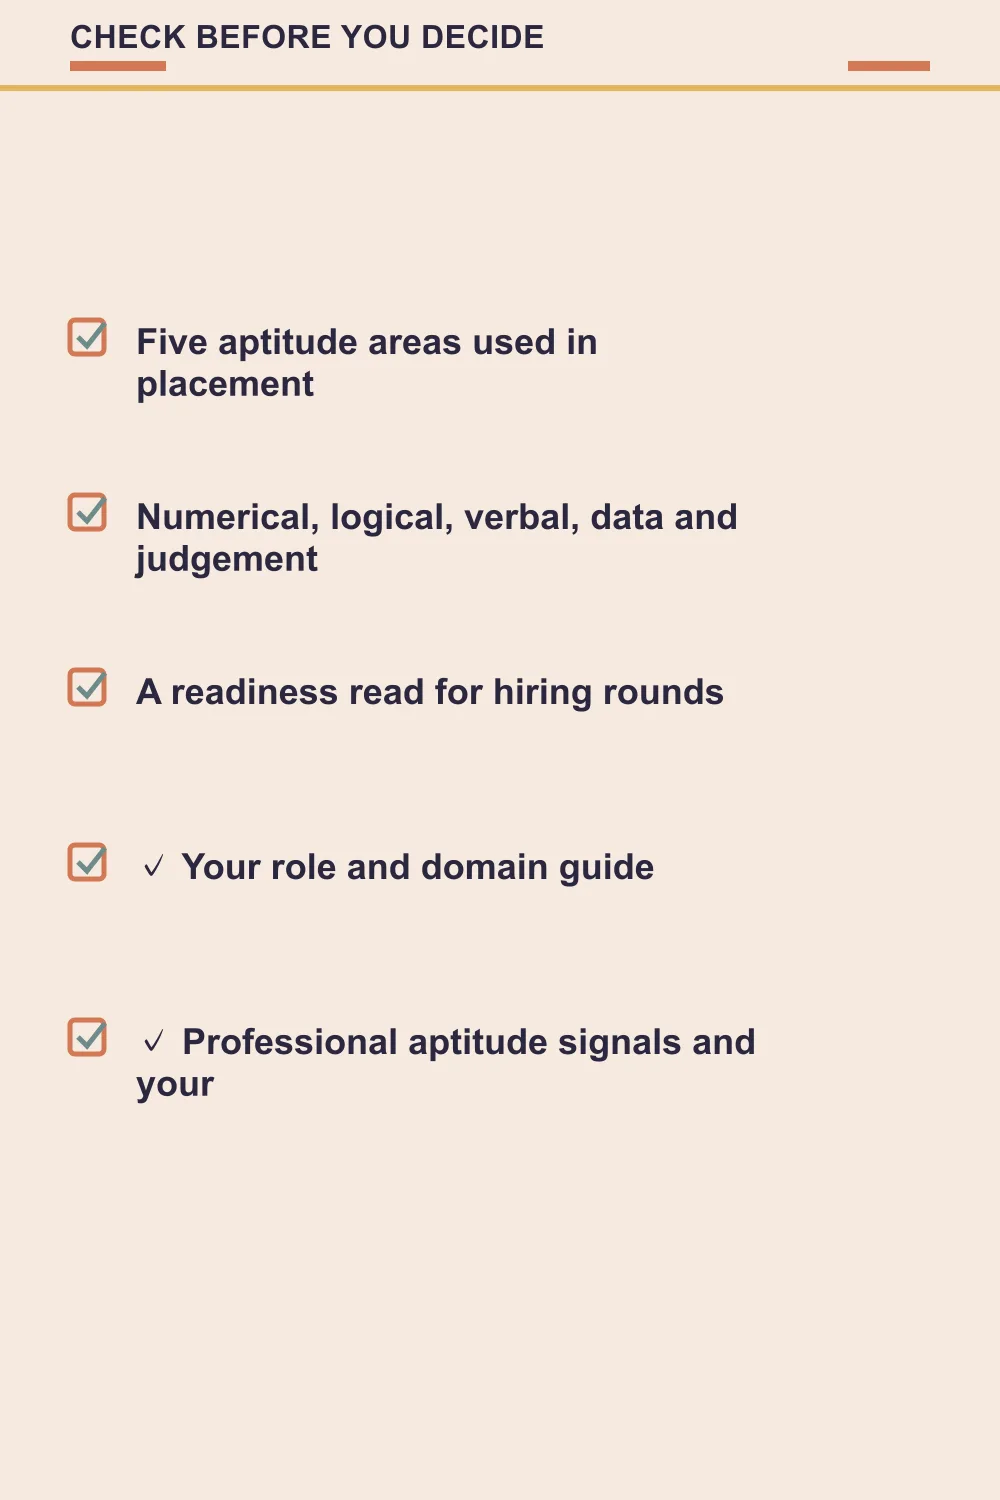 CHECK BEFORE YOU DECIDE
Five aptitude areas used in
placement
Numerical, logical, verbal, data and
judgement
A readiness read for hiring rounds
✓ Your role and domain guide
✓ Professional aptitude signals and
your